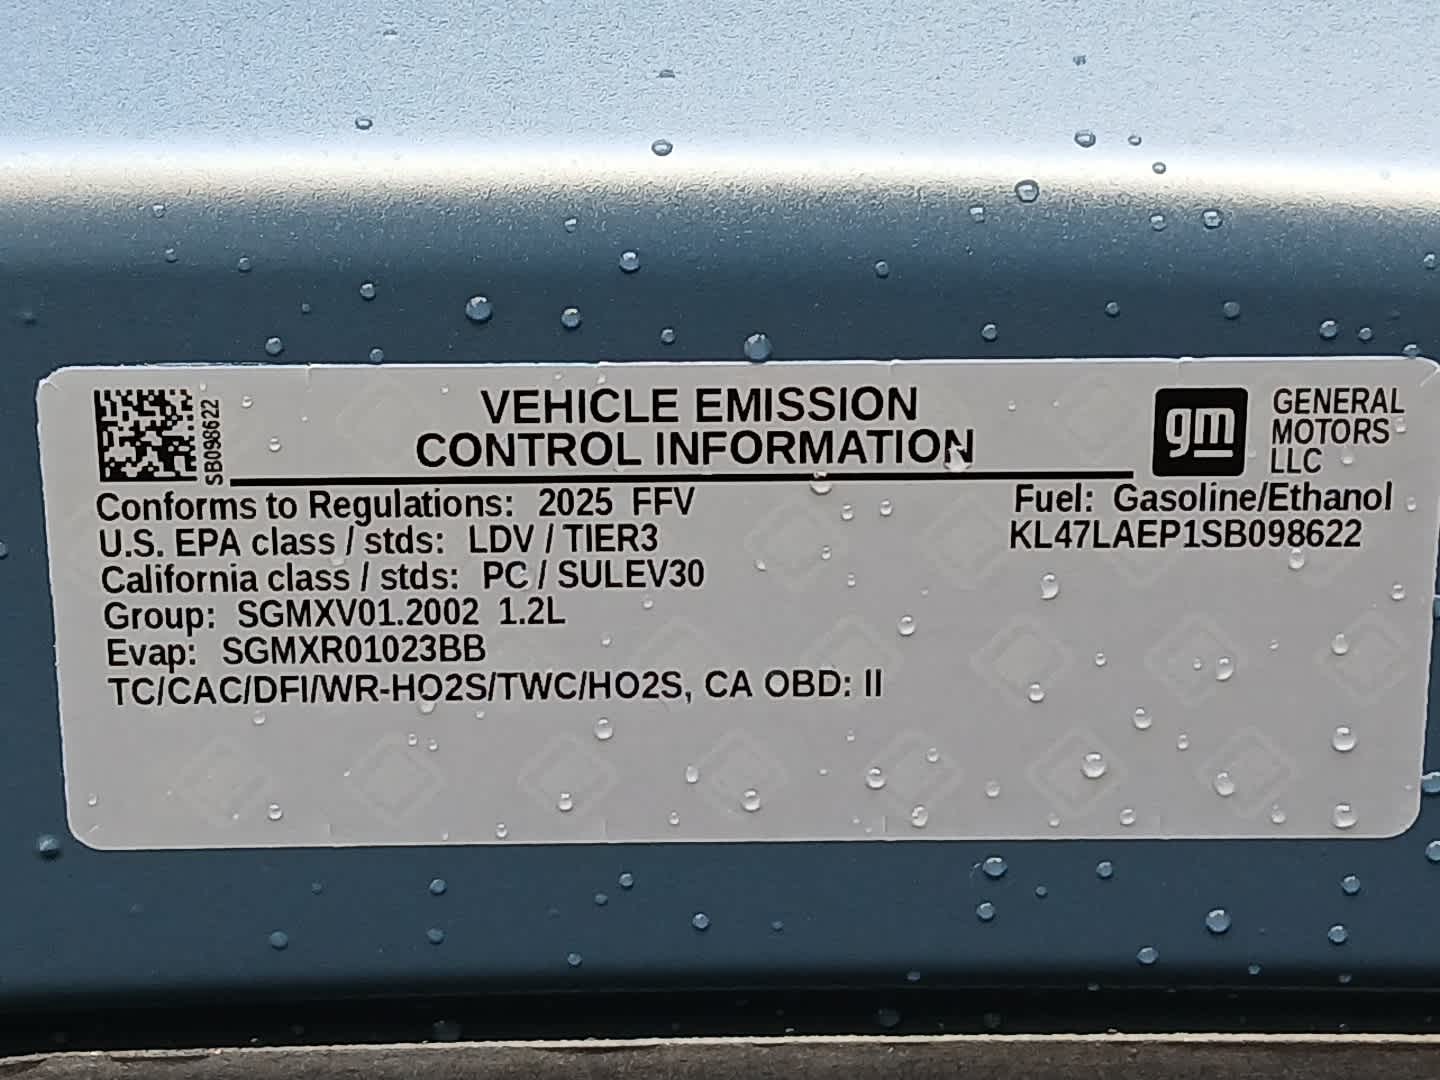 SB098622
VEHICLE EMISSION
CONTROL INFORMATION
gm
GENERAL
MOTORS
LLC
Conforms to Regulations: 2025 FFV
U.S. EPA class / stds: LDV / TIER3
California class / stds: PC / SULEV30
Group: SGMXV01.2002 1.2L
Evap: SGMXR01023BB
TC/CAC/DFI/WR-HO2S/TWC/HO2S, CA OBD: II
Fuel: Gasoline/Ethanol
KL47LAEP1SB098622